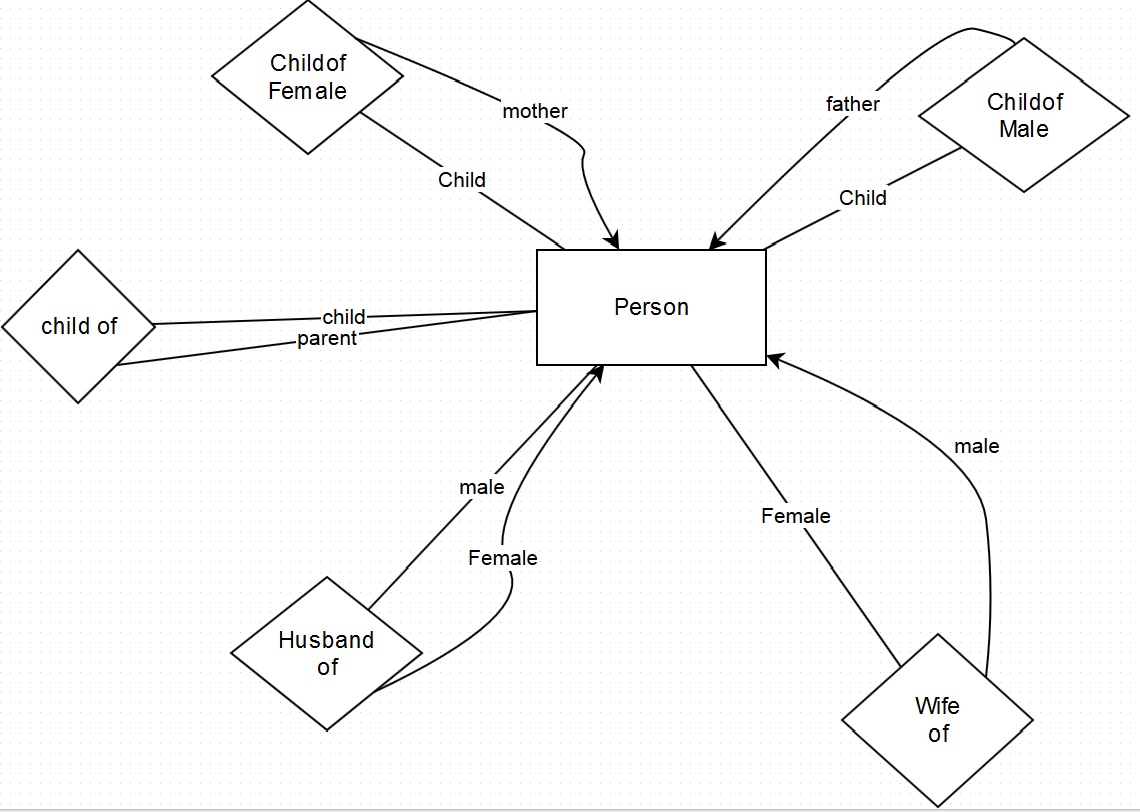 Childof
Female
mother
Child
father
Childof
Male
Child
child of
child
parent
Person
male
Female
Husband
of
Female
male
Wife
of